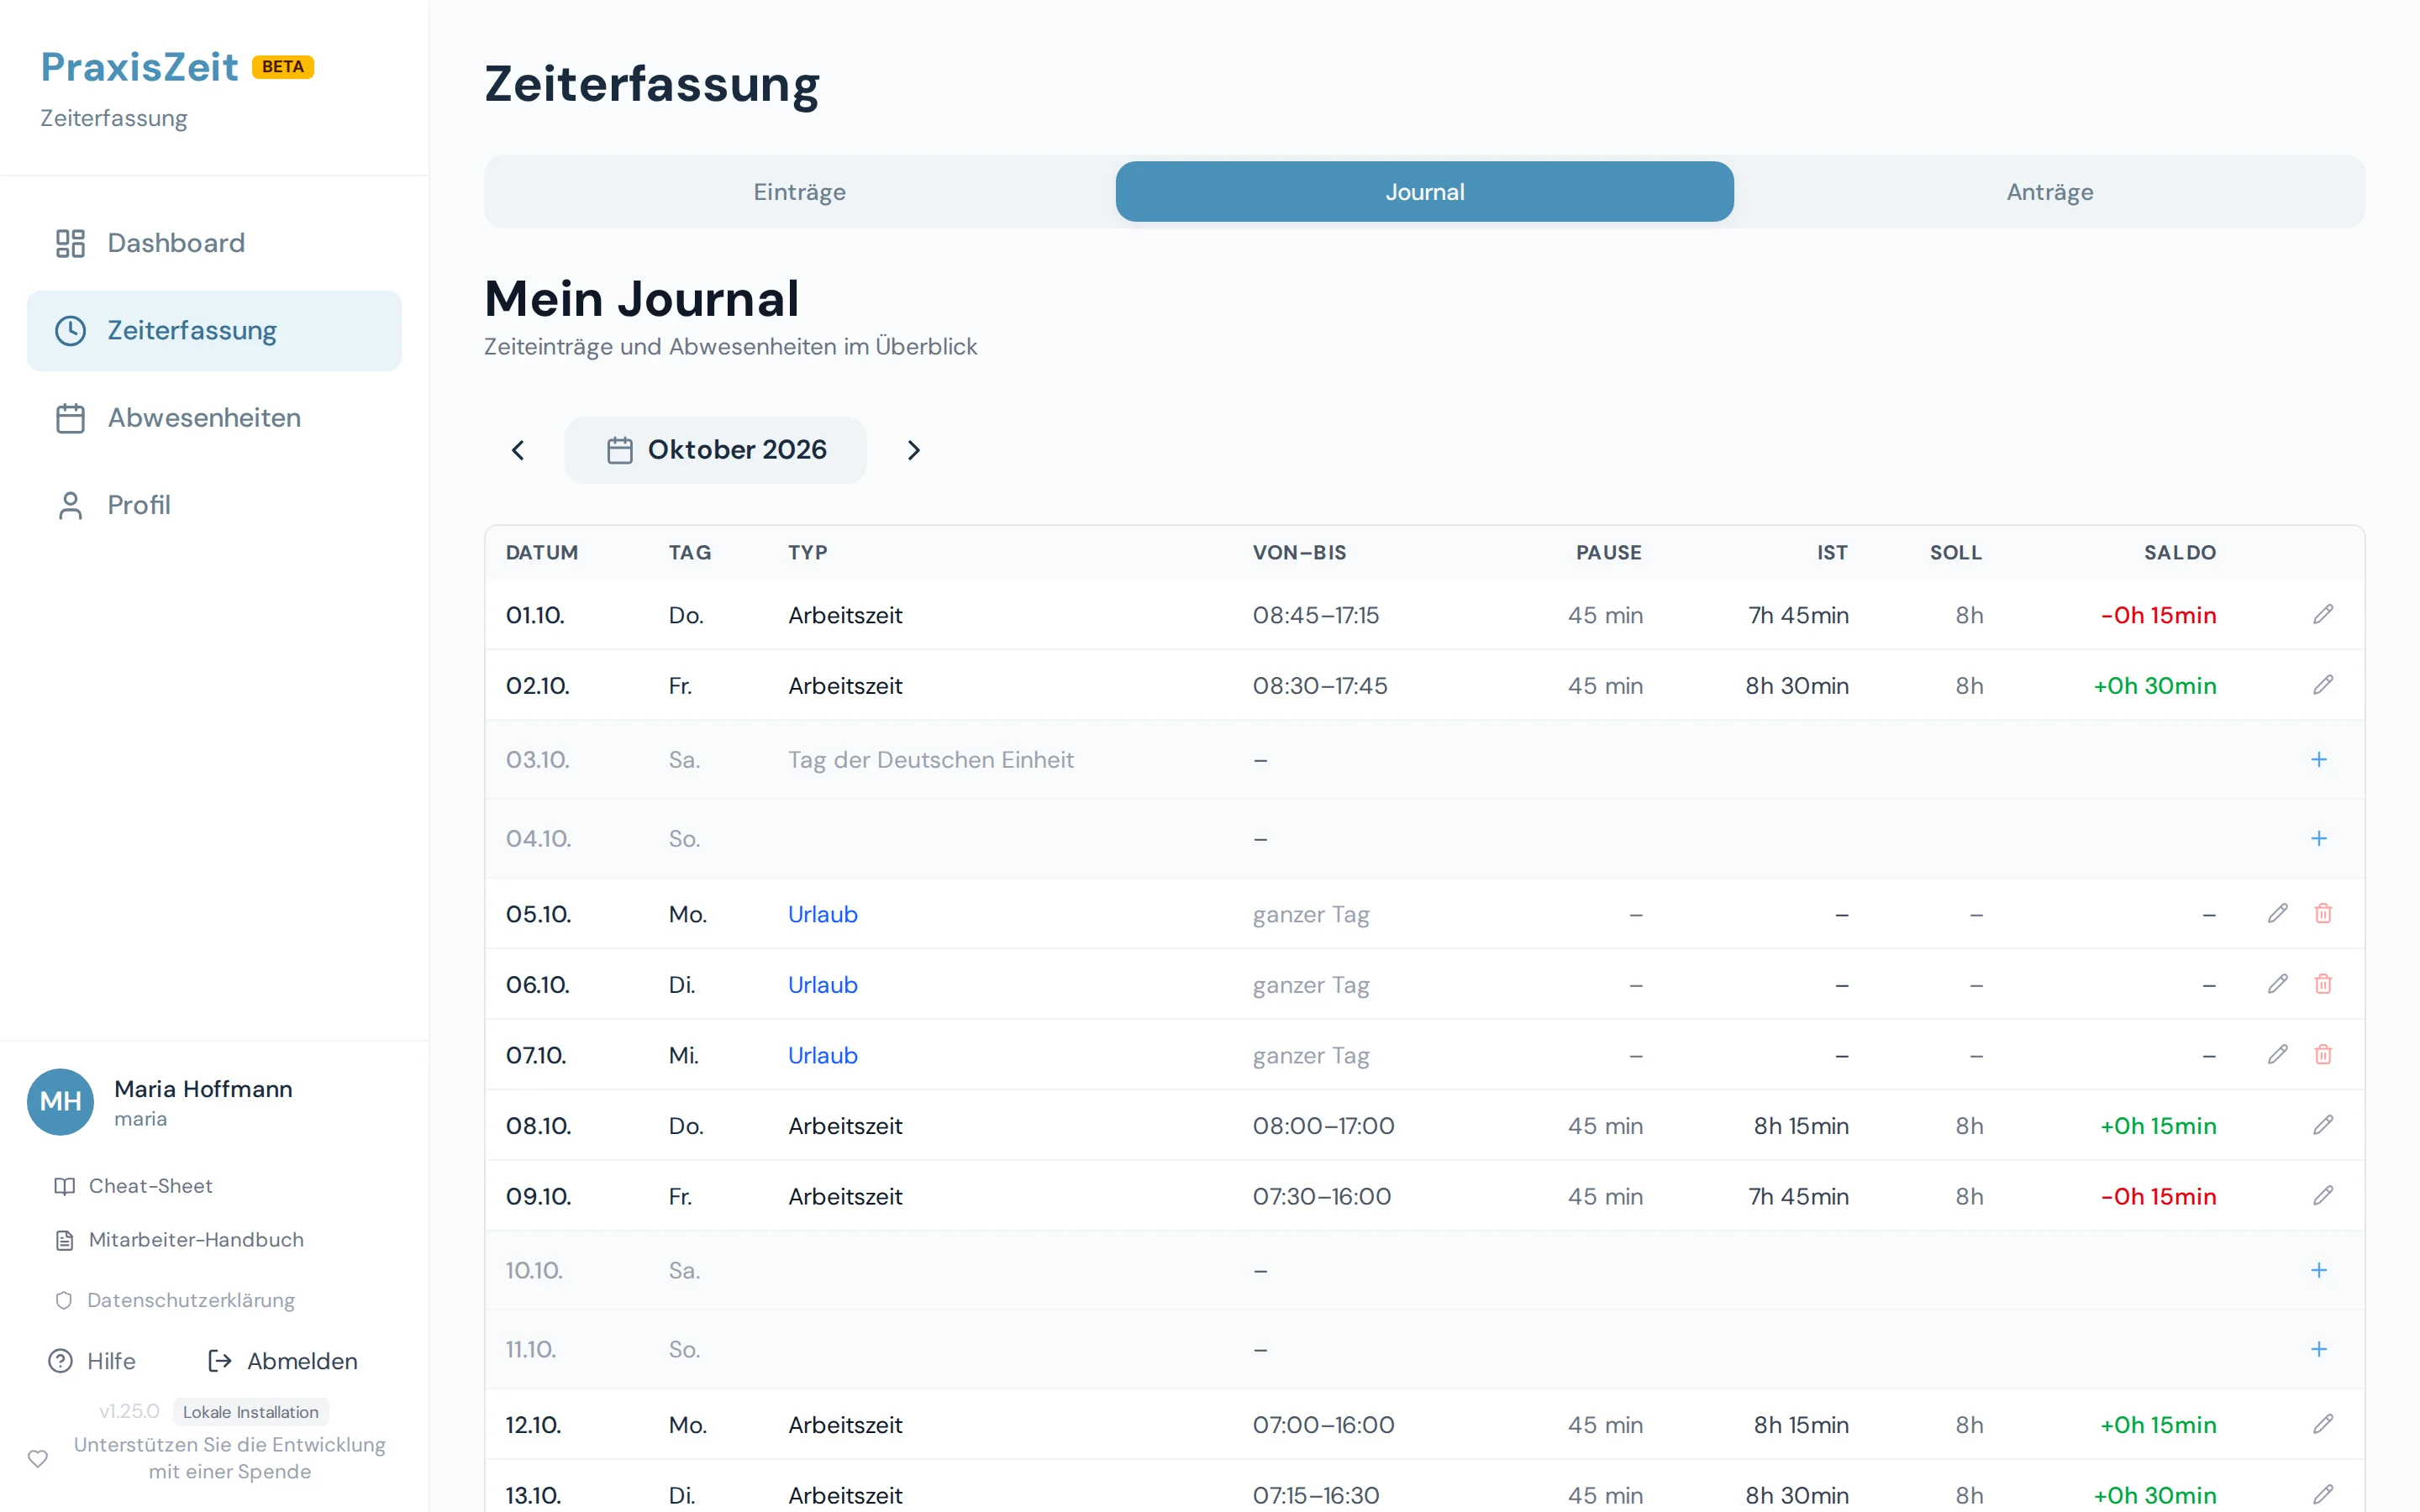 PraxisZeit BETA
Zeiterfassung
Dashboard
Zeiterfassung
Abwesenheiten
Profil
MH Maria Hoffmann
maria
Cheat-Sheet
Mitarbeiter-Handbuch
Datenschutzerklärung
Hilfe Abmelden
v1.25.0 Lokale Installation
Unterstützen Sie die Entwicklung
mit einer Spende
Zeiterfassung
Einträge Journal Anträge
Mein Journal
Zeiteinträge und Abwesenheiten im Überblick
Oktober 2026
DATUM TAG TYP VON–BIS PAUSE IST SOLL SALDO
01.10. Do. Arbeitszeit 08:45–17:15 45 min 7h 45min 8h -0h 15min
02.10. Fr. Arbeitszeit 08:30–17:45 45 min 8h 30min 8h +0h 30min
03.10. Sa. Tag der Deutschen Einheit –
04.10. So. –
05.10. Mo. Urlaub ganzer Tag – – – –
06.10. Di. Urlaub ganzer Tag – – – –
07.10. Mi. Urlaub ganzer Tag – – – –
08.10. Do. Arbeitszeit 08:00–17:00 45 min 8h 15min 8h +0h 15min
09.10. Fr. Arbeitszeit 07:30–16:00 45 min 7h 45min 8h -0h 15min
10.10. Sa. –
11.10. So. –
12.10. Mo. Arbeitszeit 07:00–16:00 45 min 8h 15min 8h +0h 15min
13.10. Di. Arbeitszeit 07:15–16:30 45 min 8h 30min 8h +0h 30min